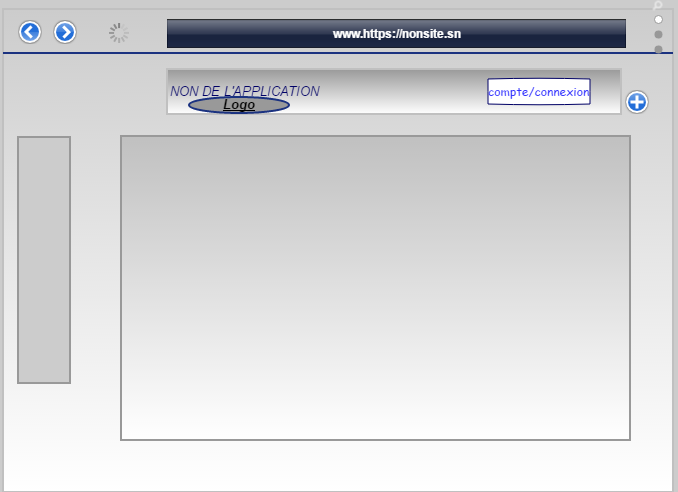 www.https://nonsite.sn
NON DE L'APPLICATION
Logo
compte/connexion